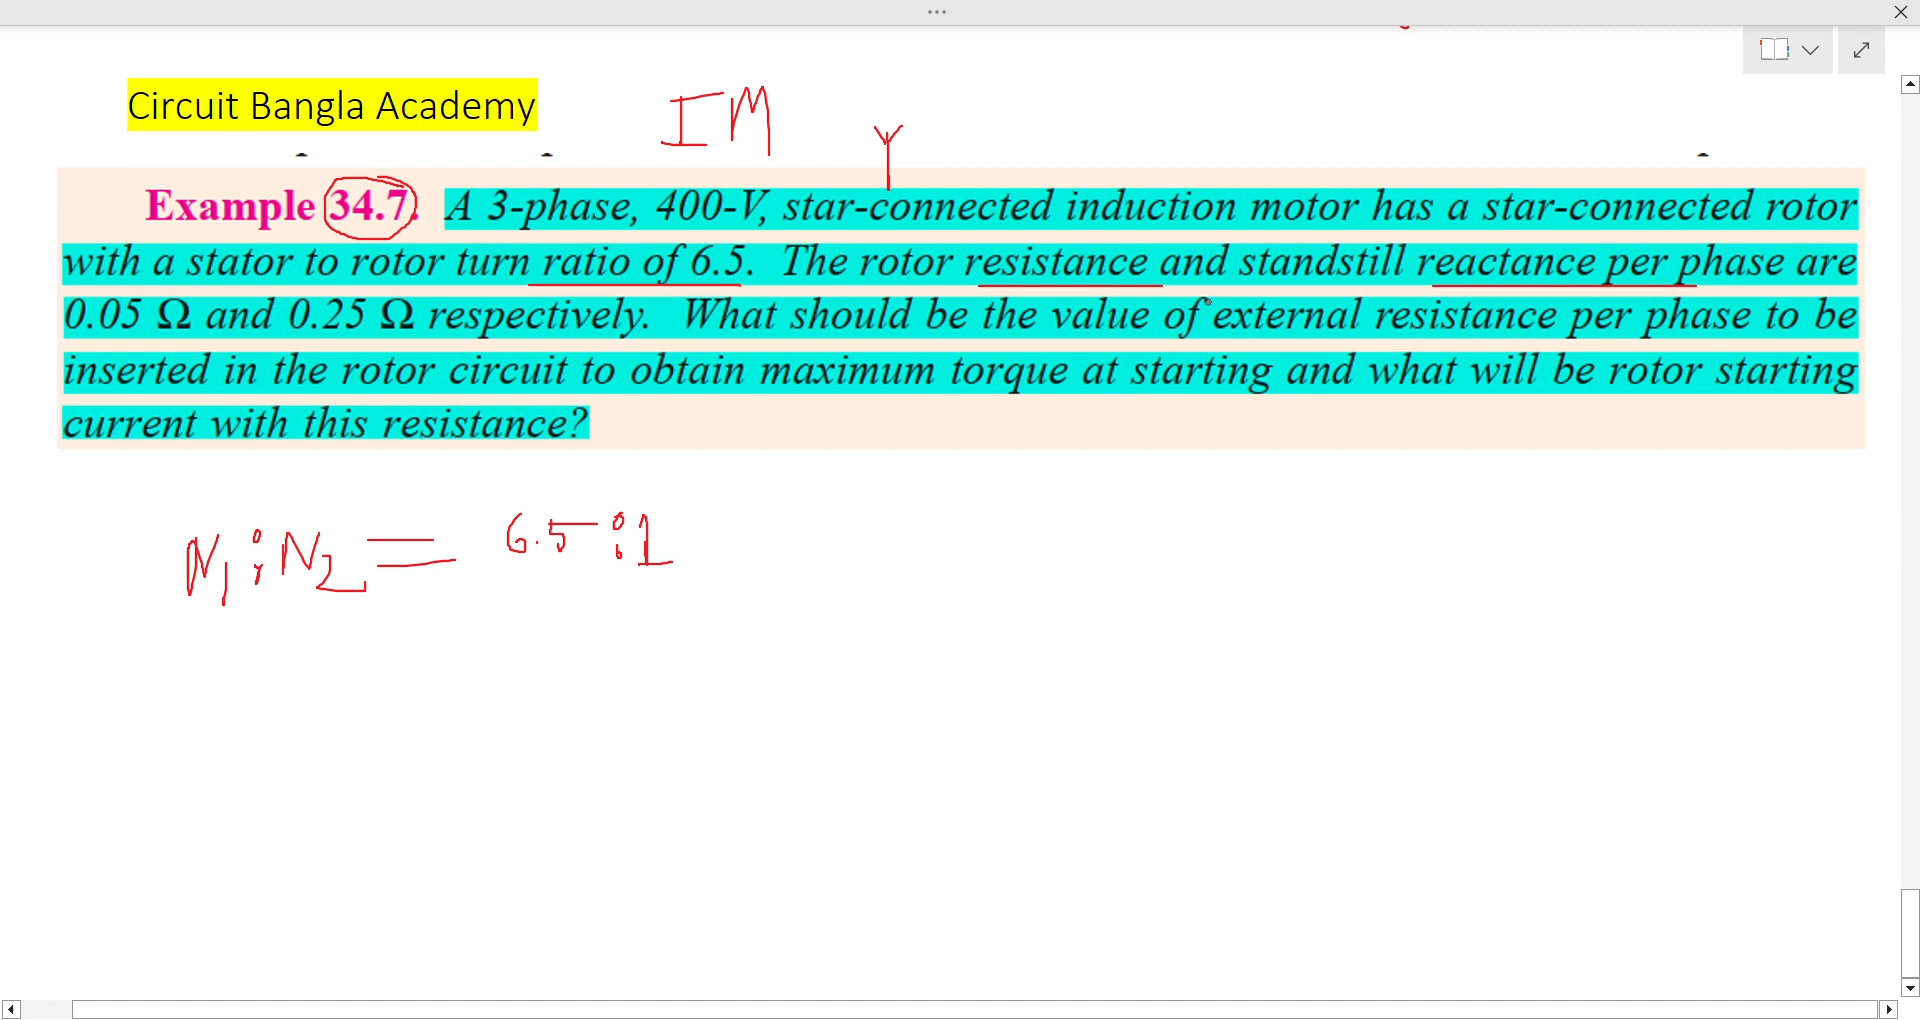 Circuit Bangla Academy
IM
Y
Example 34.7. A 3-phase, 400-V, star-connected induction motor has a star-connected rotor
with a stator to rotor turn ratio of 6.5. The rotor resistance and standstill reactance per phase are
0.05 Ω and 0.25 Ω respectively. What should be the value of external resistance per phase to be
inserted in the rotor circuit to obtain maximum torque at starting and what will be rotor starting
current with this resistance?
N₁ : N₂ = 6.5 : 1